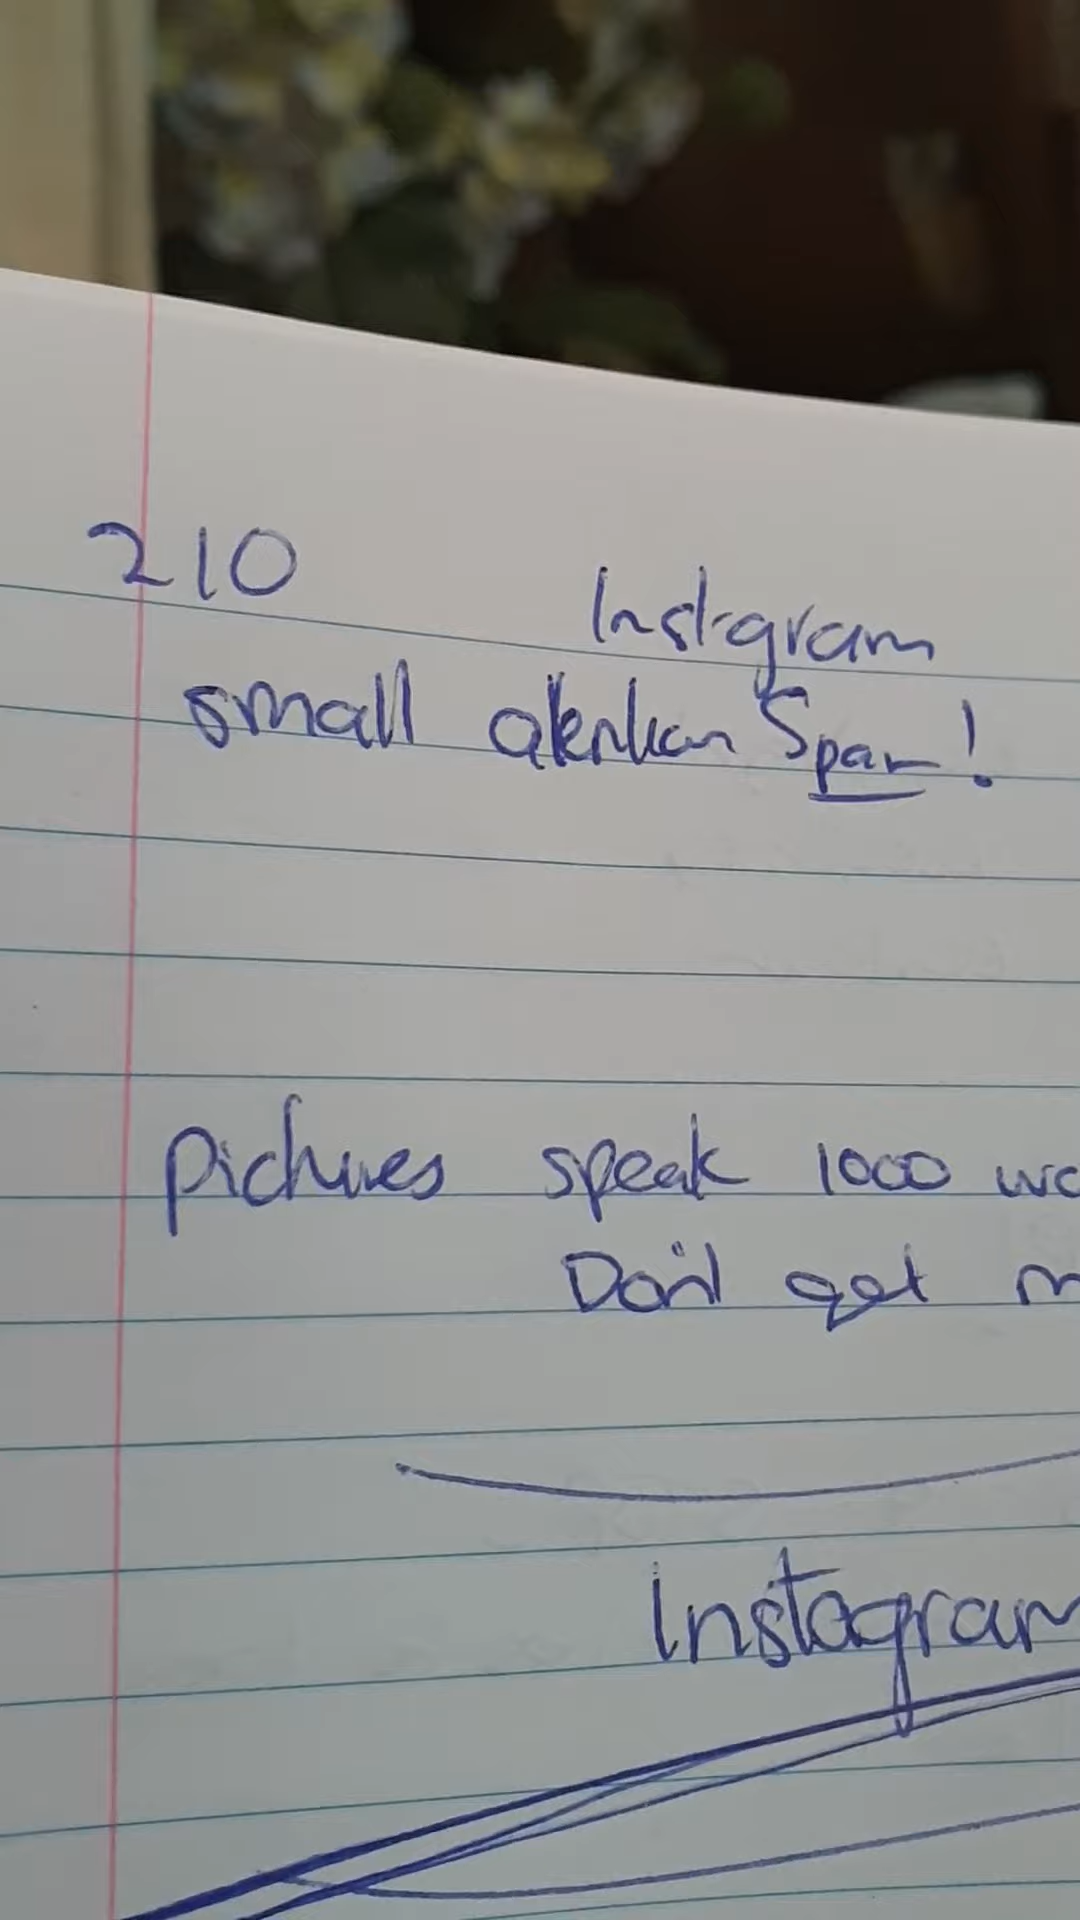 210
Instagram
small attention Span!
pictures speak 1000
Don't get
Instagram